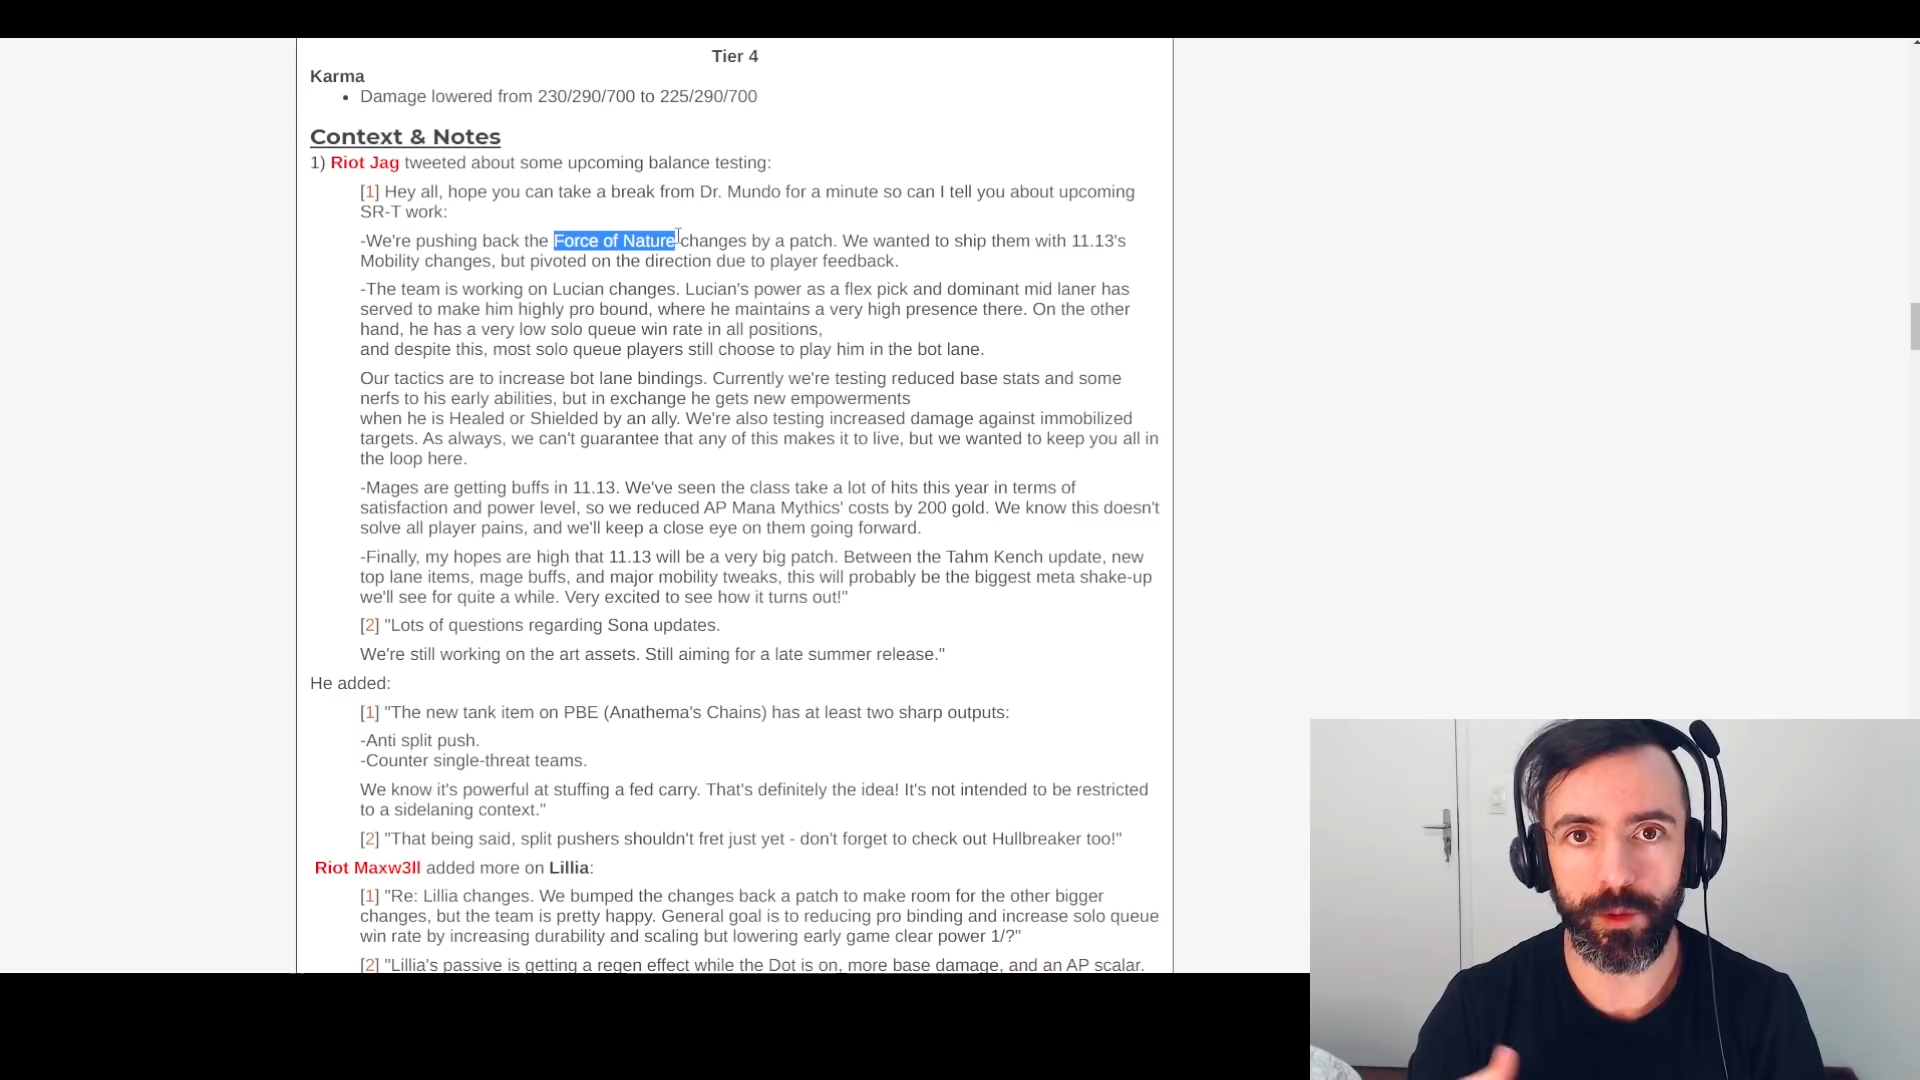 Tier 4
Karma
• Damage lowered from 230/290/700 to 225/290/700
Context & Notes
1) Riot Jag tweeted about some upcoming balance testing:
[1] Hey all, hope you can take a break from Dr. Mundo for a minute so can I tell you about upcoming
SR-T work:
-We're pushing back the Force of Nature changes by a patch. We wanted to ship them with 11.13's
Mobility changes, but pivoted on the direction due to player feedback.
-The team is working on Lucian changes. Lucian's power as a flex pick and dominant mid laner has
served to make him highly pro bound, where he maintains a very high presence there. On the other
hand, he has a very low solo queue win rate in all positions,
and despite this, most solo queue players still choose to play him in the bot lane.
Our tactics are to increase bot lane bindings. Currently we're testing reduced base stats and some
nerfs to his early abilities, but in exchange he gets new empowerments
when he is Healed or Shielded by an ally. We're also testing increased damage against immobilized
targets. As always, we can't guarantee that any of this makes it to live, but we wanted to keep you all in
the loop here.
-Mages are getting buffs in 11.13. We've seen the class take a lot of hits this year in terms of
satisfaction and power level, so we reduced AP Mana Mythics' costs by 200 gold. We know this doesn't
solve all player pains, and we'll keep a close eye on them going forward.
-Finally, my hopes are high that 11.13 will be a very big patch. Between the Tahm Kench update, new
top lane items, mage buffs, and major mobility tweaks, this will probably be the biggest meta shake-up
we'll see for quite a while. Very excited to see how it turns out!"
[2] "Lots of questions regarding Sona updates.
We're still working on the art assets. Still aiming for a late summer release."
He added:
[1] "The new tank item on PBE (Anathema's Chains) has at least two sharp outputs:
-Anti split push.
-Counter single-threat teams.
We know it's powerful at stuffing a fed carry. That's definitely the idea! It's not intended to be restricted
to a sidelaning context."
[2] "That being said, split pushers shouldn't fret just yet - don't forget to check out Hullbreaker too!"
Riot Maxw3ll added more on Lillia:
[1] "Re: Lillia changes. We bumped the changes back a patch to make room for the other bigger
changes, but the team is pretty happy. General goal is to reducing pro binding and increase solo queue
win rate by increasing durability and scaling but lowering early game clear power 1/?"
[2] "Lillia's passive is getting a regen effect while the Dot is on, more base damage, and an AP scalar.